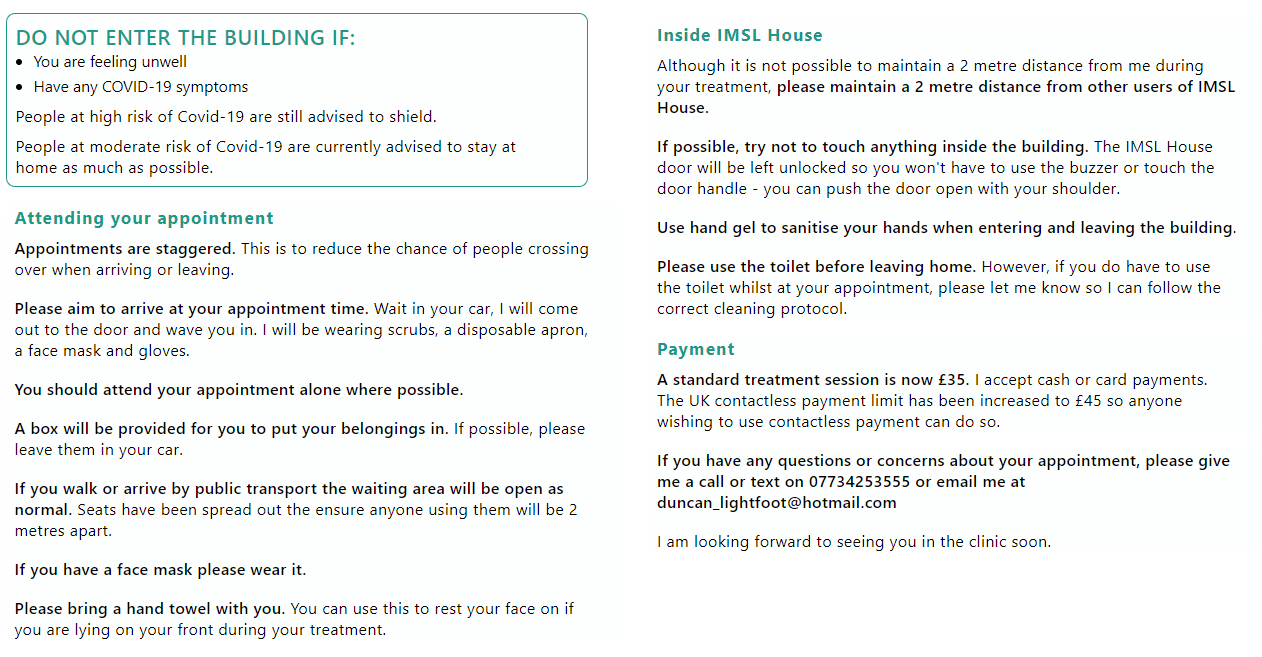 DO NOT ENTER THE BUILDING IF:
• You are feeling unwell
• Have any COVID-19 symptoms
People at high risk of Covid-19 are still advised to shield.
People at moderate risk of Covid-19 are currently advised to stay at
home as much as possible.
Attending your appointment
Appointments are staggered. This is to reduce the chance of people crossing
over when arriving or leaving.
Please aim to arrive at your appointment time. Wait in your car, I will come
out to the door and wave you in. I will be wearing scrubs, a disposable apron,
a face mask and gloves.
You should attend your appointment alone where possible.
A box will be provided for you to put your belongings in. If possible, please
leave them in your car.
If you walk or arrive by public transport the waiting area will be open as
normal. Seats have been spread out the ensure anyone using them will be 2
metres apart.
If you have a face mask please wear it.
Please bring a hand towel with you. You can use this to rest your face on if
you are lying on your front during your treatment.
Inside IMSL House
Although it is not possible to maintain a 2 metre distance from me during
your treatment, please maintain a 2 metre distance from other users of IMSL
House.
If possible, try not to touch anything inside the building. The IMSL House
door will be left unlocked so you won't have to use the buzzer or touch the
door handle - you can push the door open with your shoulder.
Use hand gel to sanitise your hands when entering and leaving the building.
Please use the toilet before leaving home. However, if you do have to use
the toilet whilst at your appointment, please let me know so I can follow the
correct cleaning protocol.
Payment
A standard treatment session is now £35. I accept cash or card payments.
The UK contactless payment limit has been increased to £45 so anyone
wishing to use contactless payment can do so.
If you have any questions or concerns about your appointment, please give
me a call or text on 07734253555 or email me at
duncan_lightfoot@hotmail.com
I am looking forward to seeing you in the clinic soon.